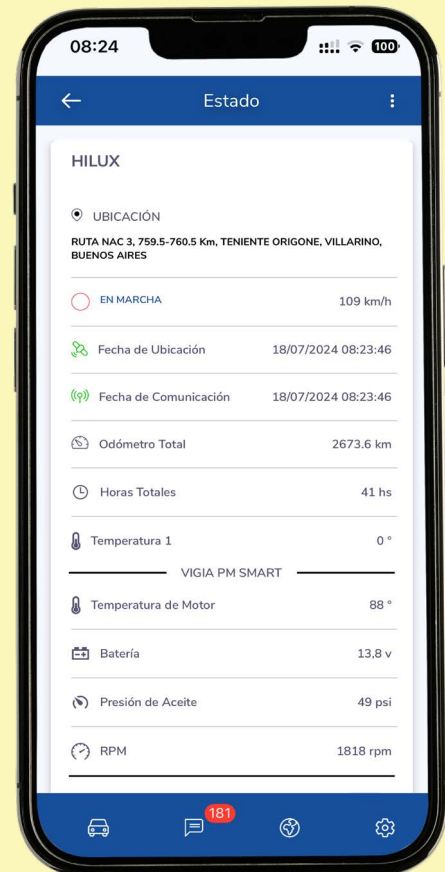 08:24
100
Estado
HILUX
UBICACIÓN
RUTA NAC 3, 759.5-760.5 Km, TENIENTE ORIGONE, VILLARINO,
BUENOS AIRES
EN MARCHA 109 km/h
Fecha de Ubicación 18/07/2024 08:23:46
Fecha de Comunicación 18/07/2024 08:23:46
Odómetro Total 2673.6 km
Horas Totales 41 hs
Temperatura 1 0 °
VIGIA PM SMART
Temperatura de Motor 88 °
Batería 13,8 v
Presión de Aceite 49 psi
RPM 1818 rpm
181